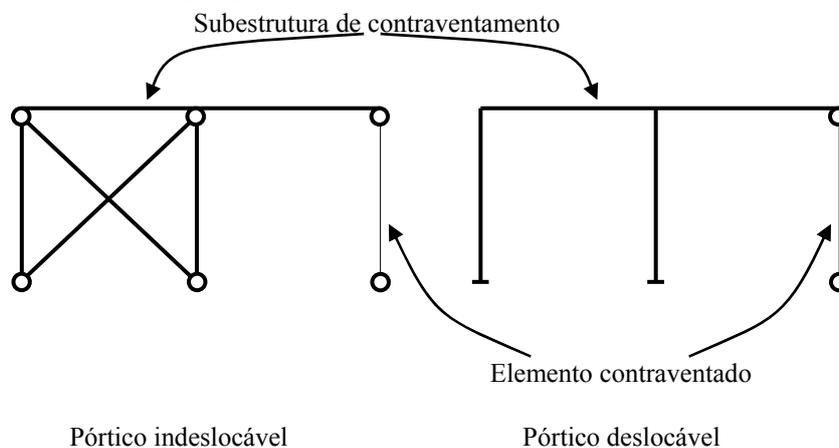 Subestrutura de contraventamento
Elemento contraventado
Pórtico indeslocável
Pórtico deslocável